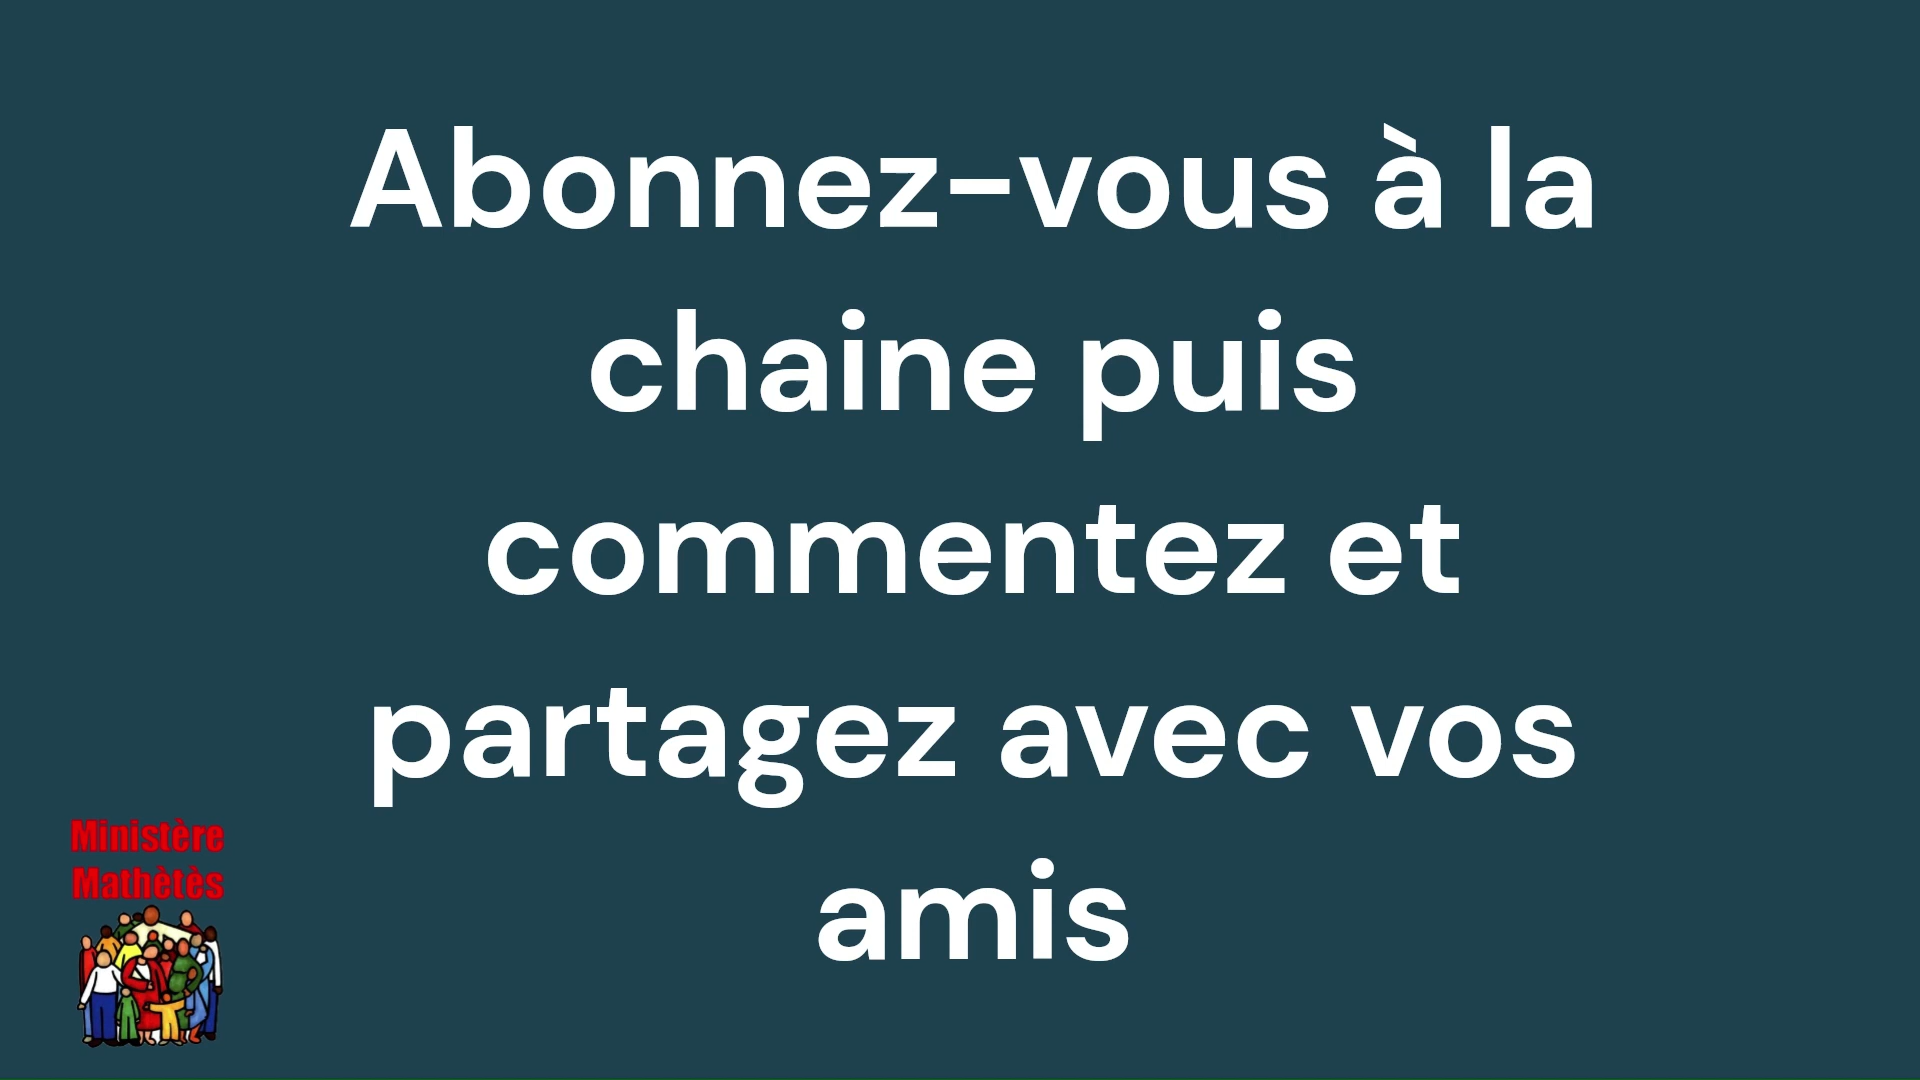 Abonnez-vous à la
chaine puis
commentez et
partagez avec vos
amis
Ministère
Mathètès